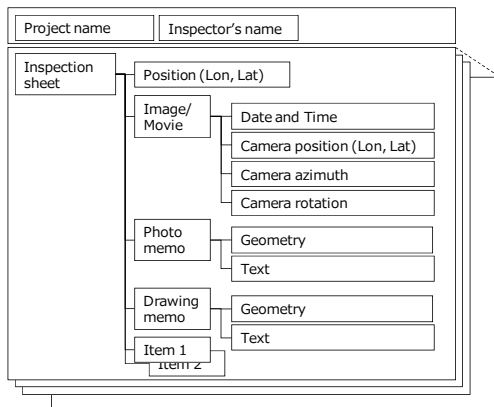 Project name
Inspector's name
Inspection
sheet
Position (Lon, Lat)
Image/
Movie
Date and Time
Camera position (Lon, Lat)
Camera azimuth
Camera rotation
Photo
memo
Geometry
Text
Drawing
memo
Geometry
Text
Item 1
Item 2